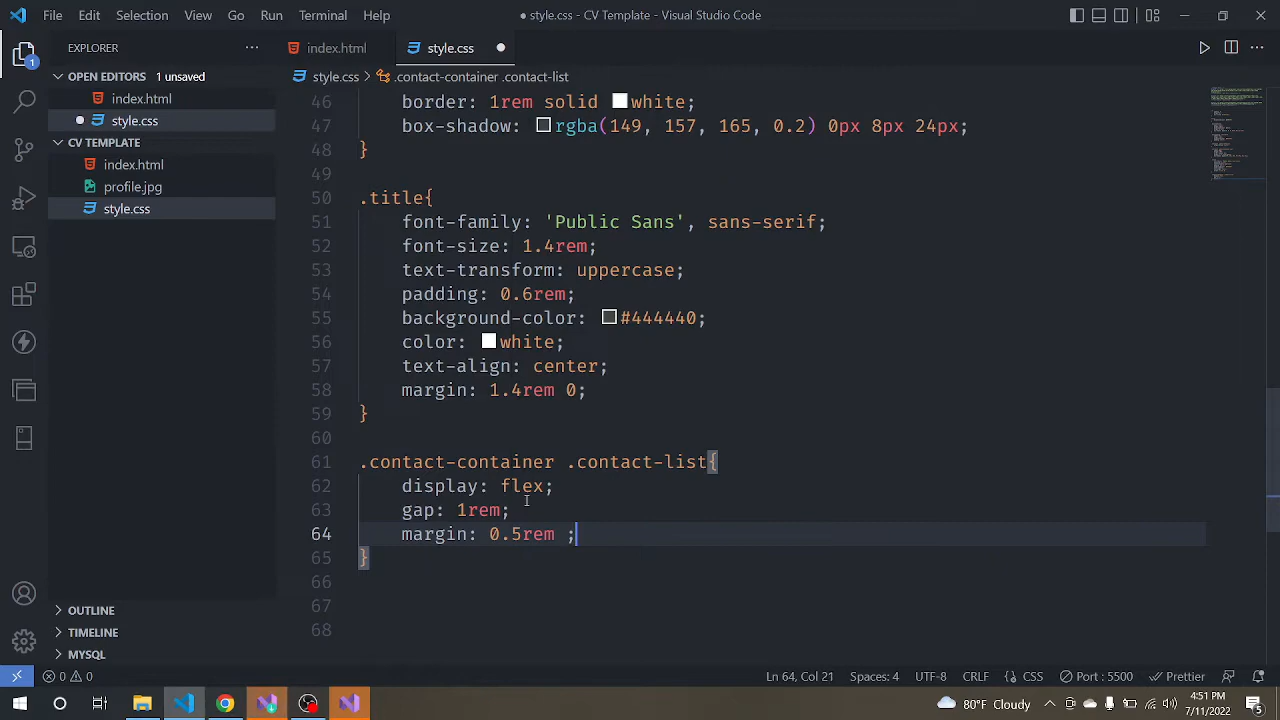 File Edit Selection View Go Run Terminal Help
● style.css - CV Template - Visual Studio Code
EXPLORER ···
index.html
style.css
OPEN EDITORS 1 unsaved
index.html
style.css
CV TEMPLATE
index.html
profile.jpg
style.css
OUTLINE
TIMELINE
MYSQL
1
style.css > .contact-container .contact-list
46 border: 1rem solid white;
47 box-shadow: rgba(149, 157, 165, 0.2) 0px 8px 24px;
48 }
49
50 .title{
51 font-family: 'Public Sans', sans-serif;
52 font-size: 1.4rem;
53 text-transform: uppercase;
54 padding: 0.6rem;
55 background-color: #444440;
56 color: white;
57 text-align: center;
58 margin: 1.4rem 0;
59 }
60
61 .contact-container .contact-list{
62 display: flex;
63 gap: 1rem;
64 margin: 0.5rem ;
65 }
66
67
68
0 0 Ln 64, Col 21 Spaces: 4 UTF-8 CRLF CSS Port : 5500 Prettier
80°F Cloudy 4:51 PM
7/11/2022 5